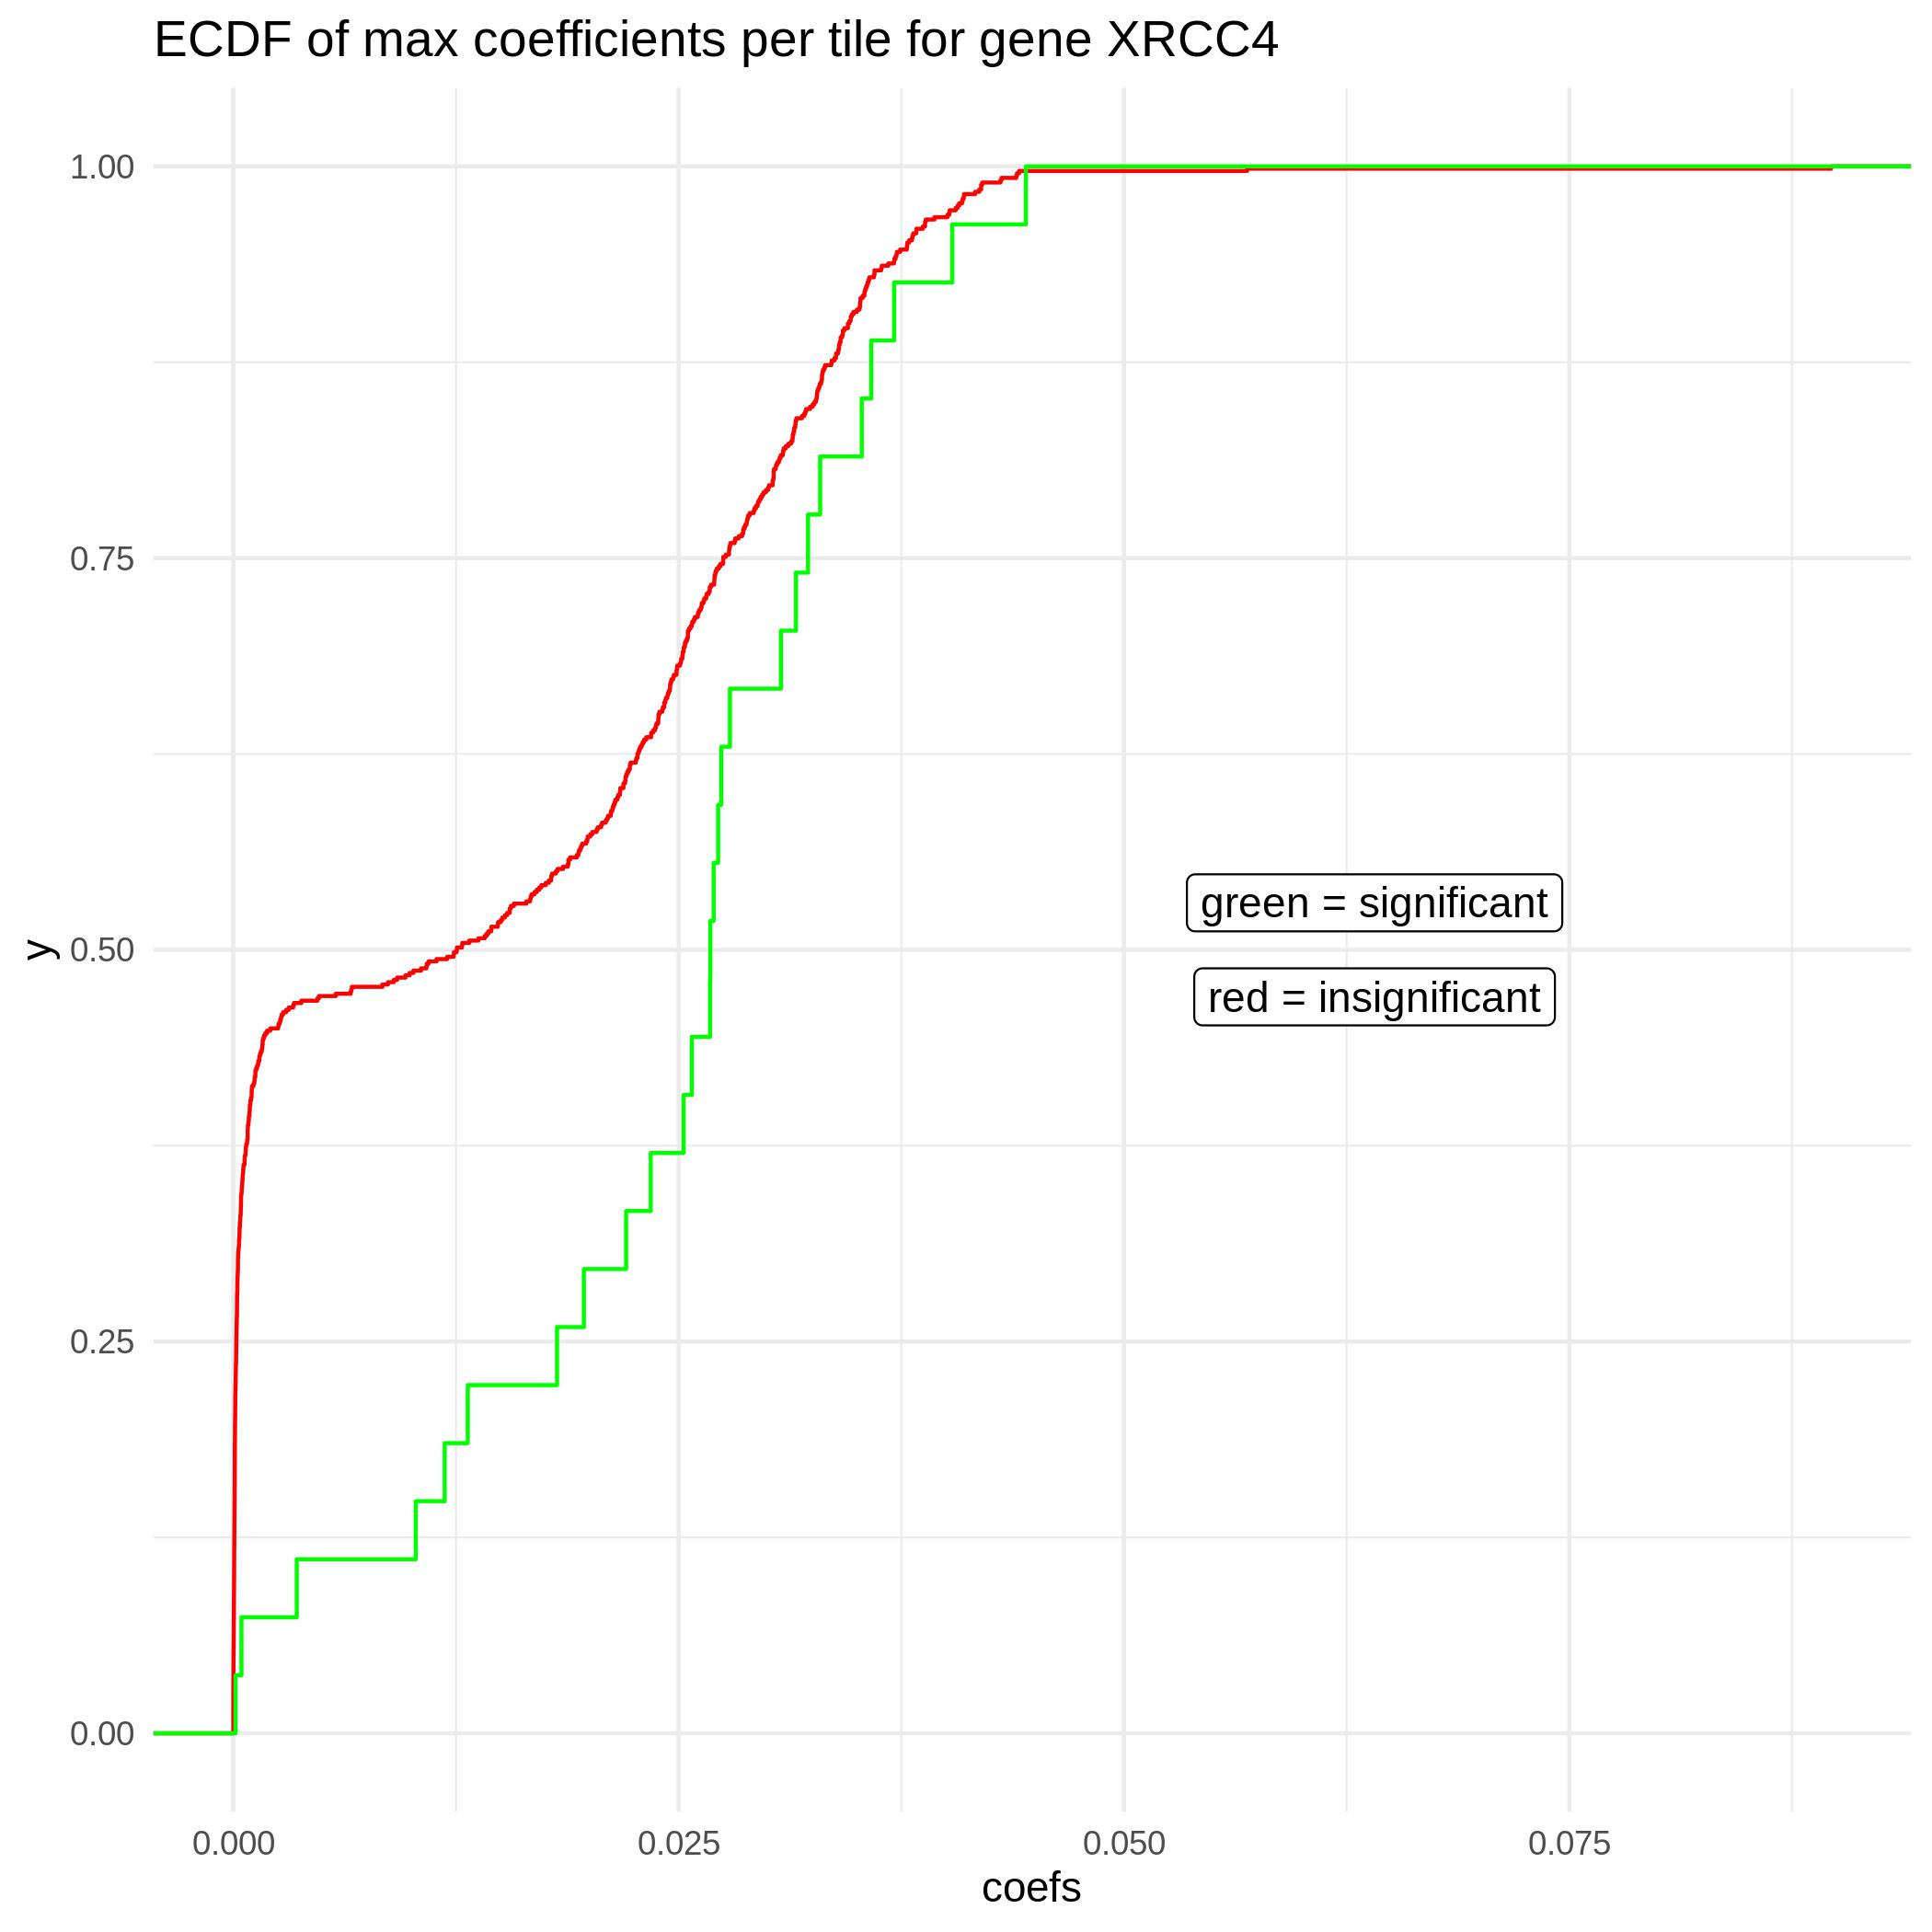 ECDF of max coefficients per tile for gene XRCC4
1.00
0.75
0.50
0.25
0.00
y
green = significant
red = insignificant
0.000 0.025 0.050 0.075
coefs